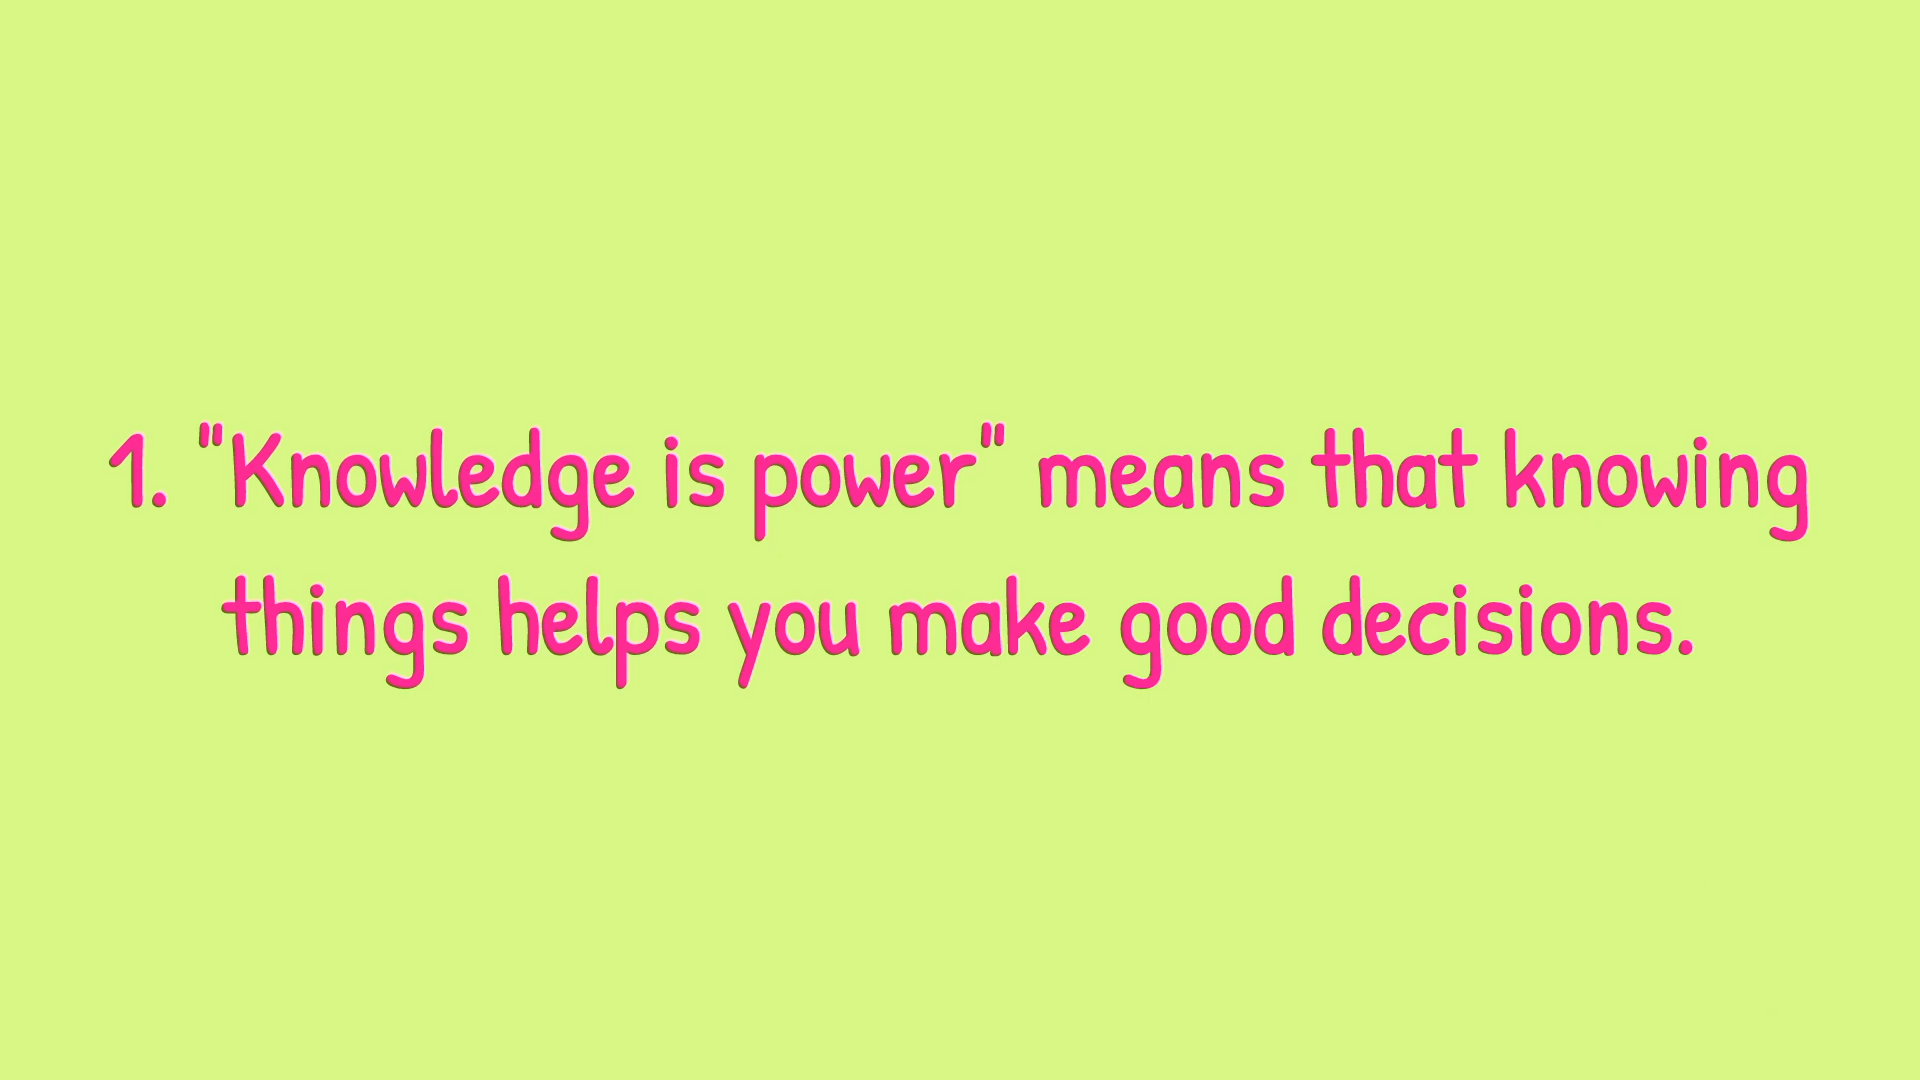 1. "Knowledge is power" means that knowing
things helps you make good decisions.